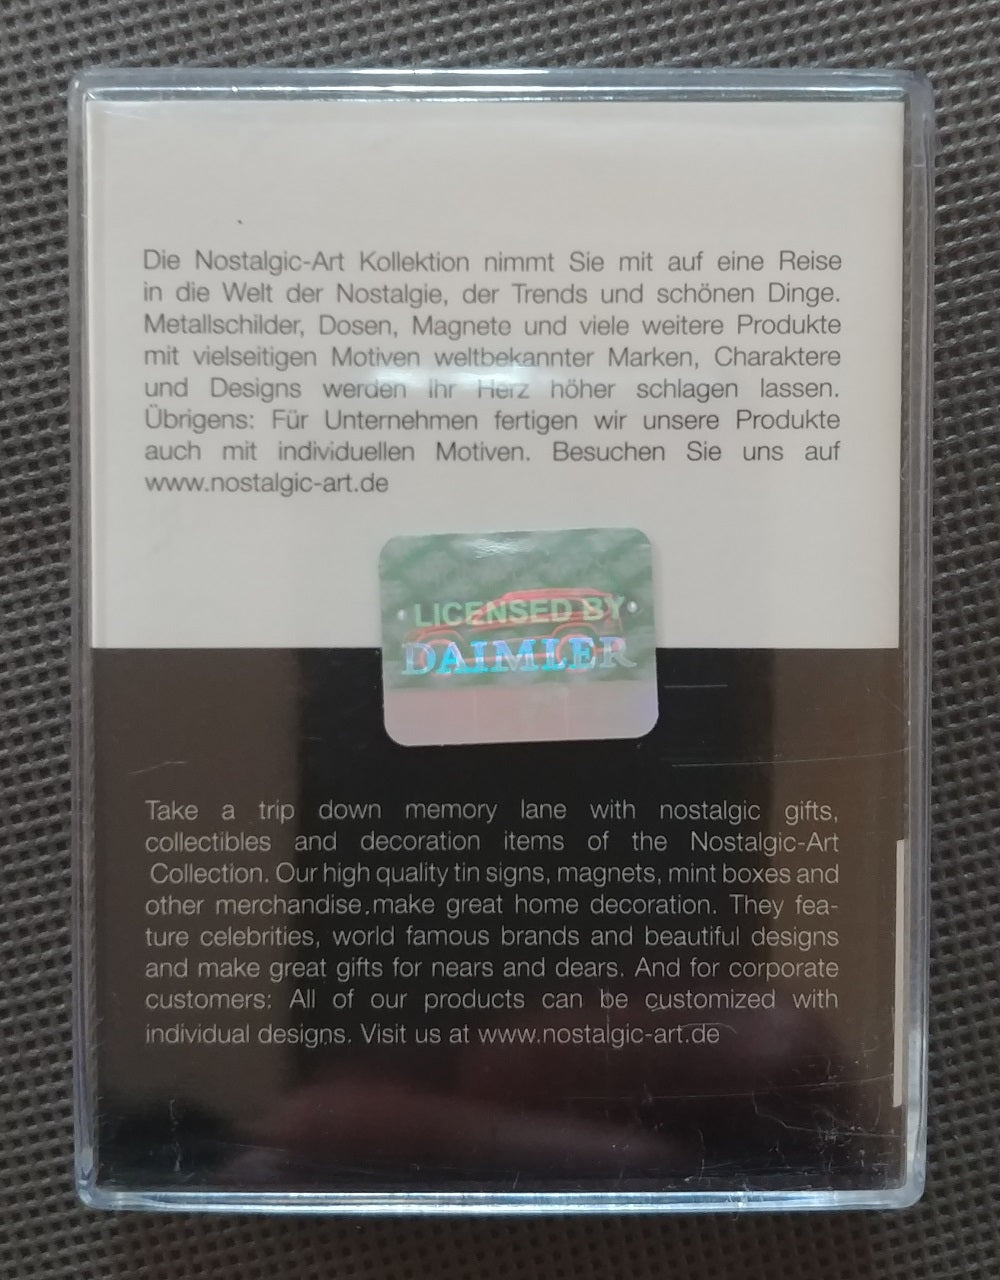 Die Nostalgic-Art Kollektion nimmt Sie mit auf eine Reise
in die Welt der Nostalgie, der Trends und schönen Dinge.
Metallschilder, Dosen, Magnete und viele weitere Produkte
mit vielseitigen Motiven weltbekannter Marken, Charaktere
und Designs werden Ihr Herz höher schlagen lassen.
Übrigens: Für Unternehmen fertigen wir unsere Produkte
auch mit individuellen Motiven. Besuchen Sie uns auf
www.nostalgic-art.de
LICENSED BY
DAIMLER
Take a trip down memory lane with nostalgic gifts,
collectibles and decoration items of the Nostalgic-Art
Collection. Our high quality tin signs, magnets, mint boxes and
other merchandise make great home decoration. They fea-
ture celebrities, world famous brands and beautiful designs
and make great gifts for nears and dears. And for corporate
customers: All of our products can be customized with
individual designs. Visit us at www.nostalgic-art.de